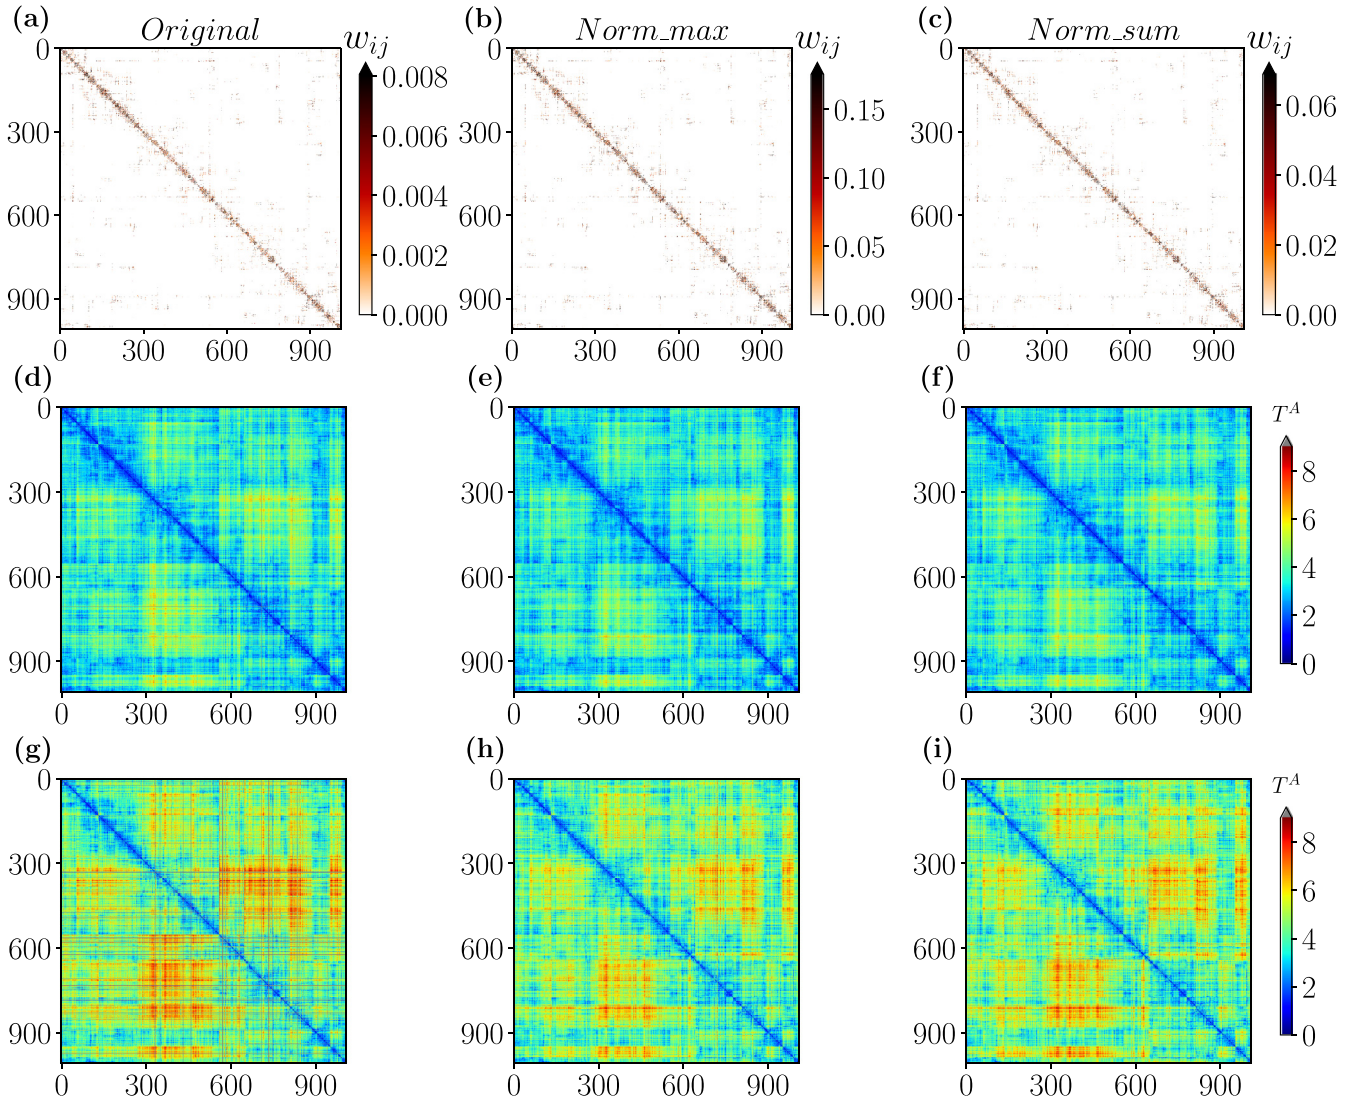 (a) Original w_ij
(b) Norm_max w_ij
(c) Norm_sum w_ij
0 300 600 900
0 300 600 900
0.008 0.006 0.004 0.002 0.000
0 300 600 900
0 300 600 900
0.15 0.10 0.05 0.00
0 300 600 900
0 300 600 900
0.06 0.04 0.02 0.00
(d)
0 300 600 900
0 300 600 900
(e)
0 300 600 900
0 300 600 900
(f)
0 300 600 900
0 300 600 900
T^A
8 6 4 2 0
(g)
0 300 600 900
0 300 600 900
(h)
0 300 600 900
0 300 600 900
(i)
0 300 600 900
0 300 600 900
T^A
8 6 4 2 0